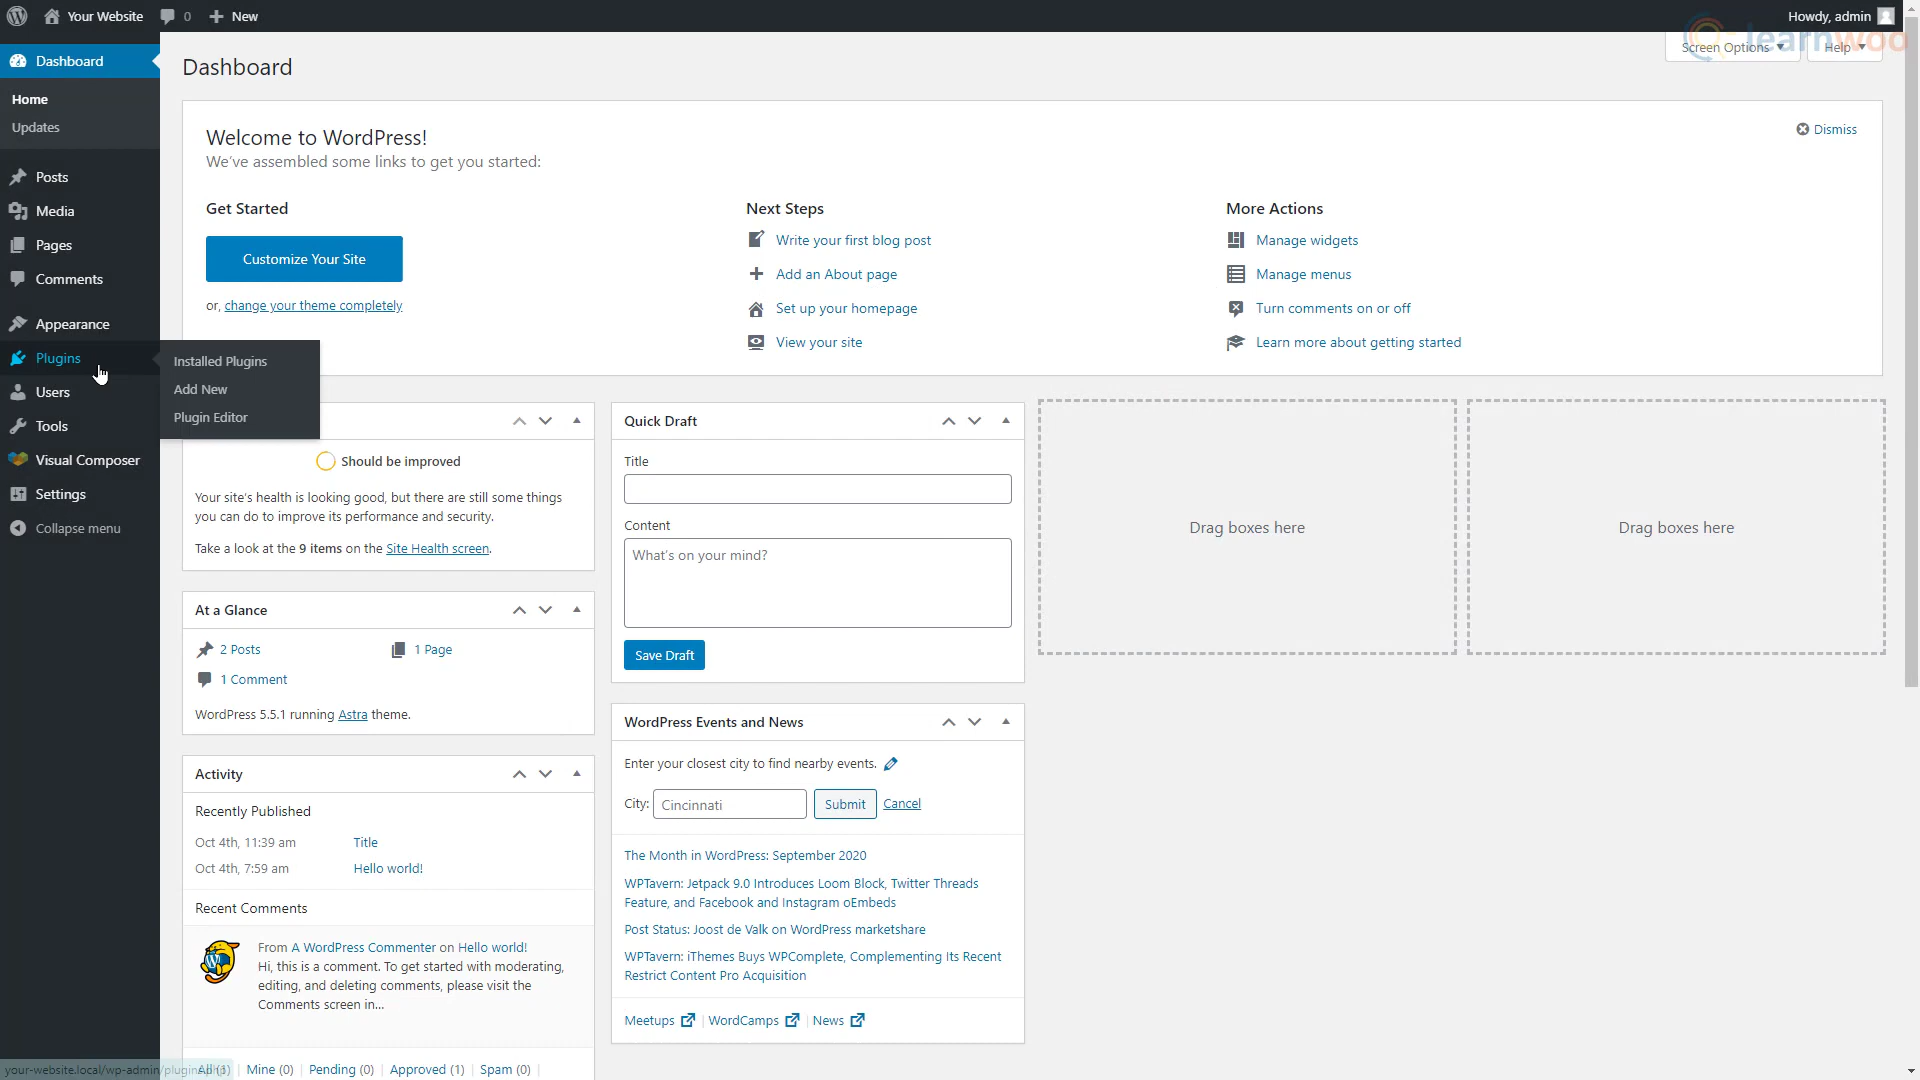 Your Website
0
New
Howdy, admin
learnwoo
Screen Options
Help
Dashboard
Home
Updates
Posts
Media
Pages
Comments
Appearance
Plugins
Users
Tools
Visual Composer
Settings
Collapse menu
Installed Plugins
Add New
Plugin Editor
Dashboard
Welcome to WordPress!
Dismiss
We've assembled some links to get you started:
Get Started
Customize Your Site
or, change your theme completely
Next Steps
Write your first blog post
Add an About page
Set up your homepage
View your site
More Actions
Manage widgets
Manage menus
Turn comments on or off
Learn more about getting started
Should be improved
Your site's health is looking good, but there are still some things
you can do to improve its performance and security.
Take a look at the 9 items on the Site Health screen.
At a Glance
2 Posts
1 Page
1 Comment
WordPress 5.5.1 running Astra theme.
Activity
Recently Published
Oct 4th, 11:39 am Title
Oct 4th, 7:59 am Hello world!
Recent Comments
From A WordPress Commenter on Hello world!
Hi, this is a comment. To get started with moderating,
editing, and deleting comments, please visit the
Comments screen in…
All (1) | Mine (0) | Pending (0) | Approved (1) | Spam (0) |
Quick Draft
Title
Content
What's on your mind?
Save Draft
WordPress Events and News
Enter your closest city to find nearby events.
City: Cincinnati Submit Cancel
The Month in WordPress: September 2020
WPTavern: Jetpack 9.0 Introduces Loom Block, Twitter Threads
Feature, and Facebook and Instagram oEmbeds
Post Status: Joost de Valk on WordPress marketshare
WPTavern: iThemes Buys WPComplete, Complementing Its Recent
Restrict Content Pro Acquisition
Meetups | WordCamps | News
Drag boxes here
Drag boxes here
your-website.local/wp-admin/plugins.php